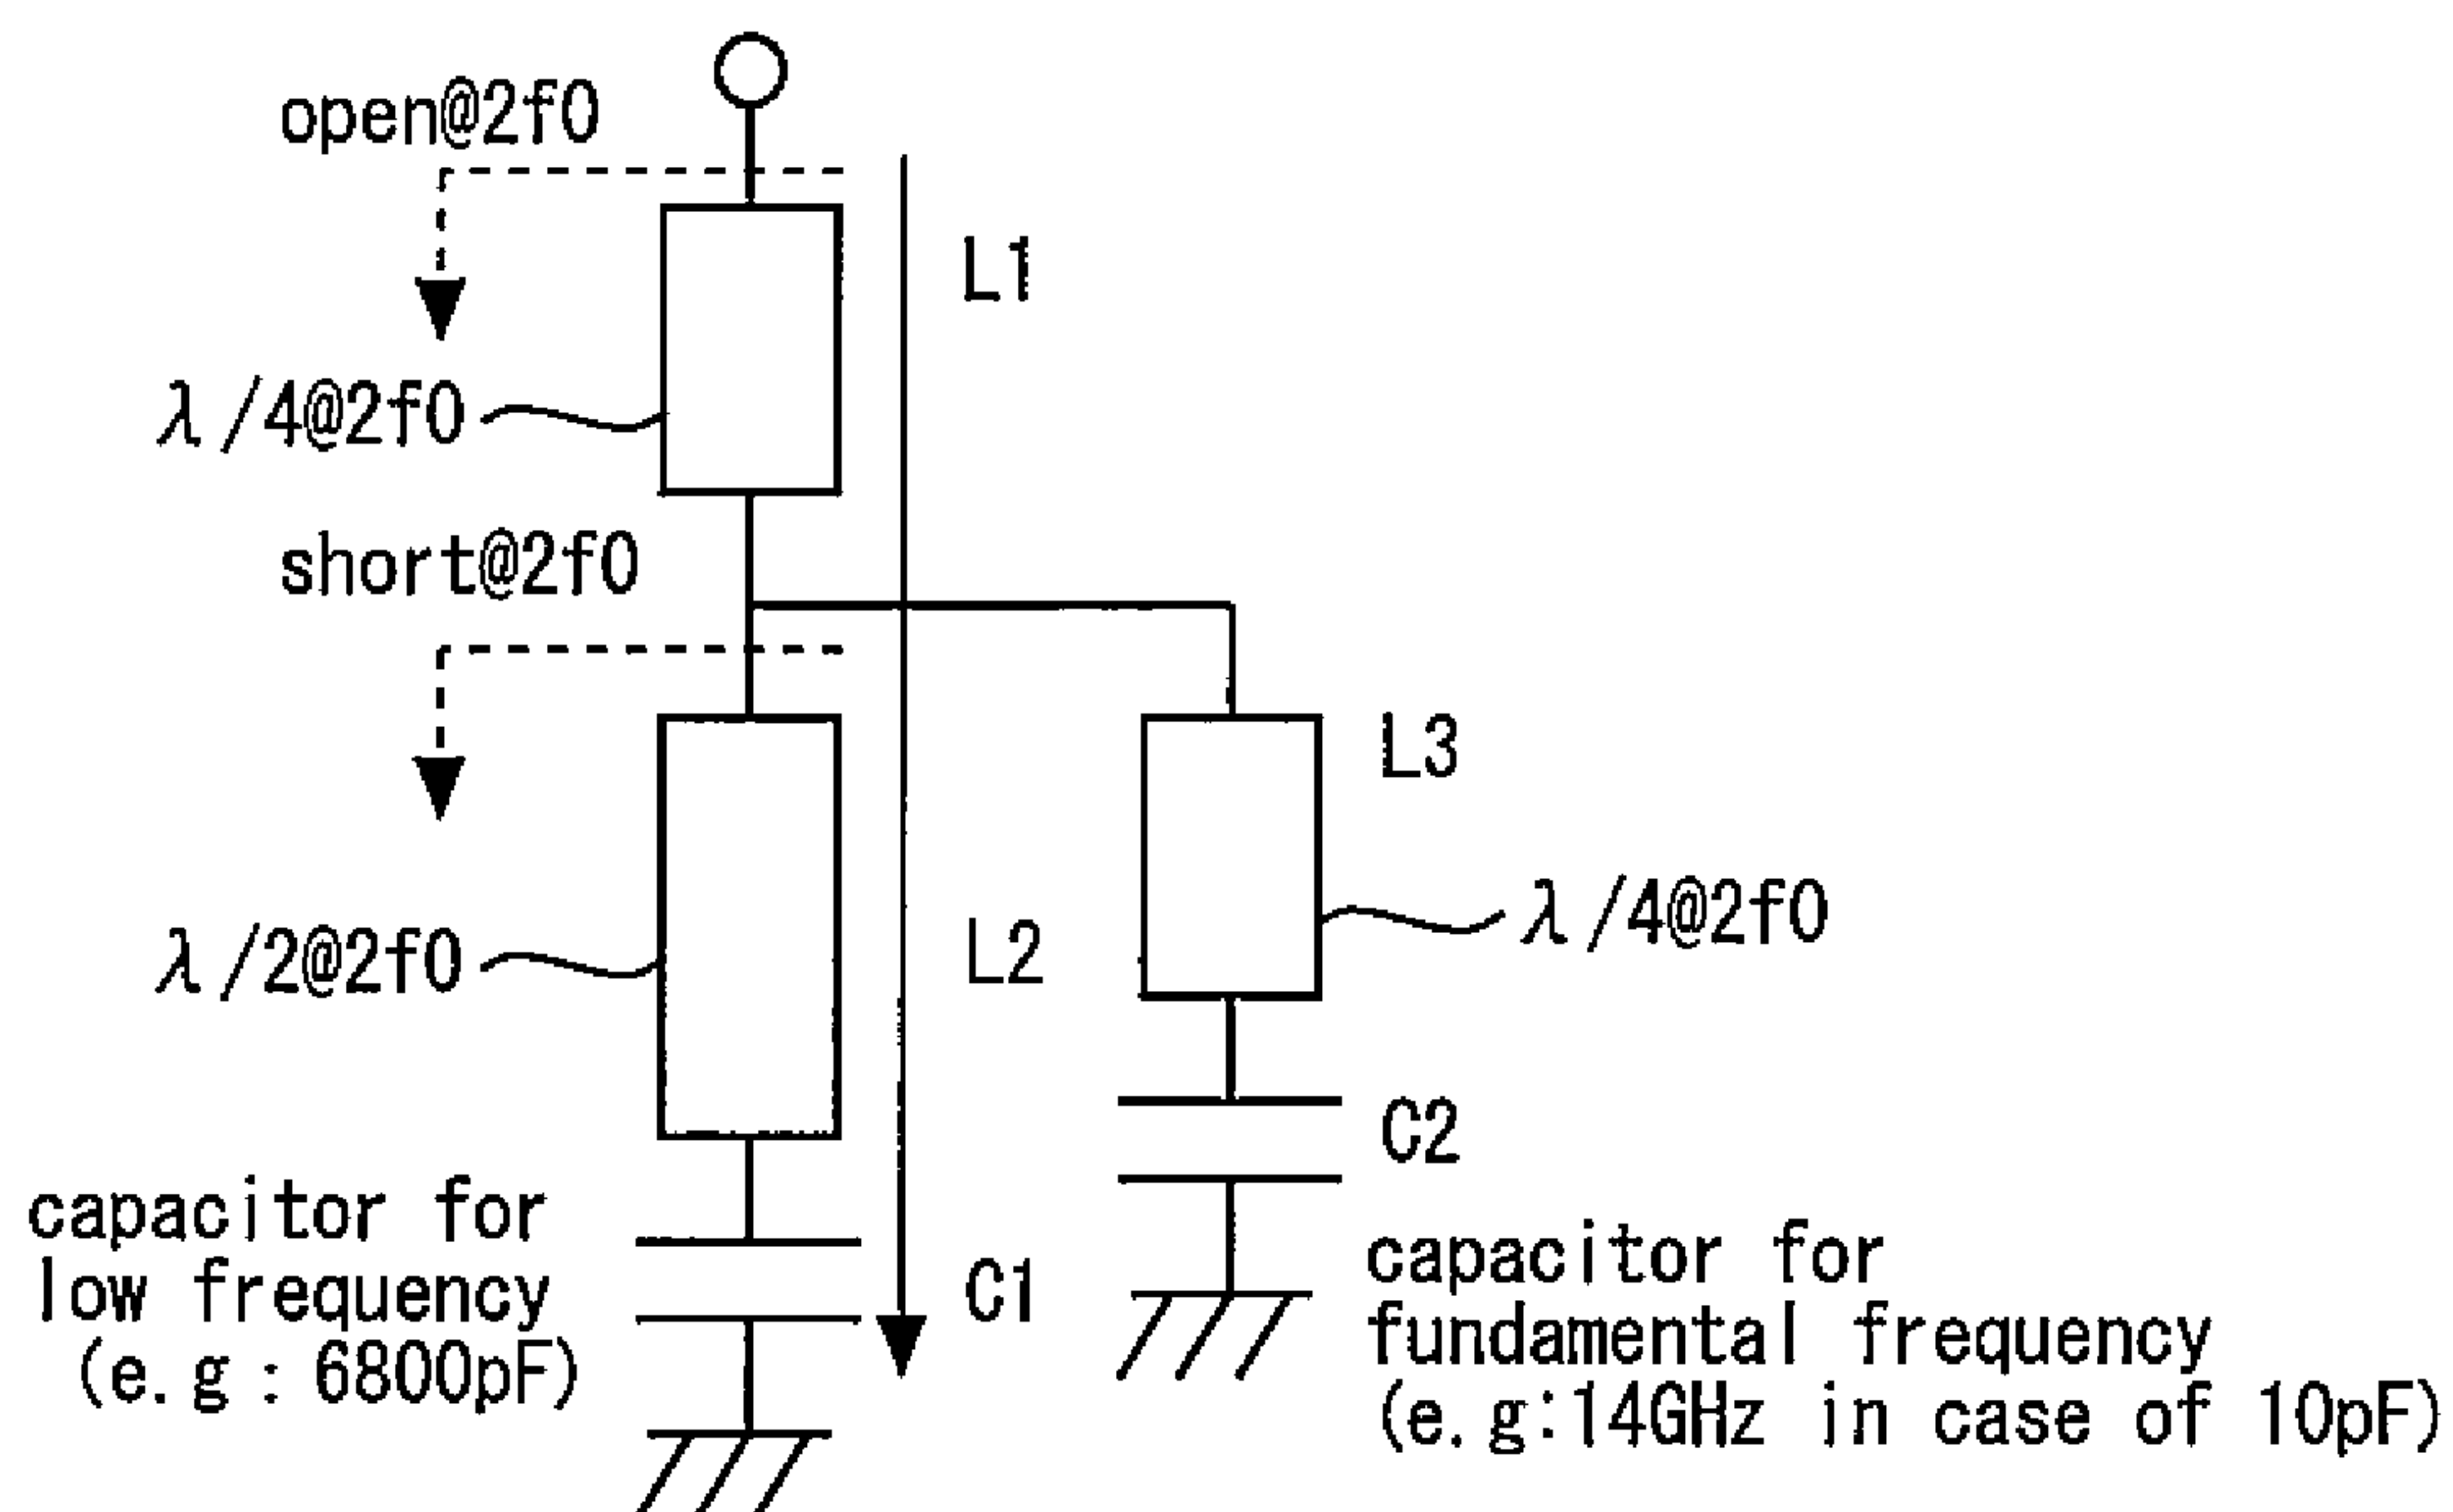 open@2f0
L1
λ/4@2f0
short@2f0
L3
λ/4@2f0
L2
λ/2@2f0
C2
capacitor for
low frequency
(e.g : 6800pF)
C1
capacitor for
fundamental frequency
(e.g:14GHz in case of 10pF)